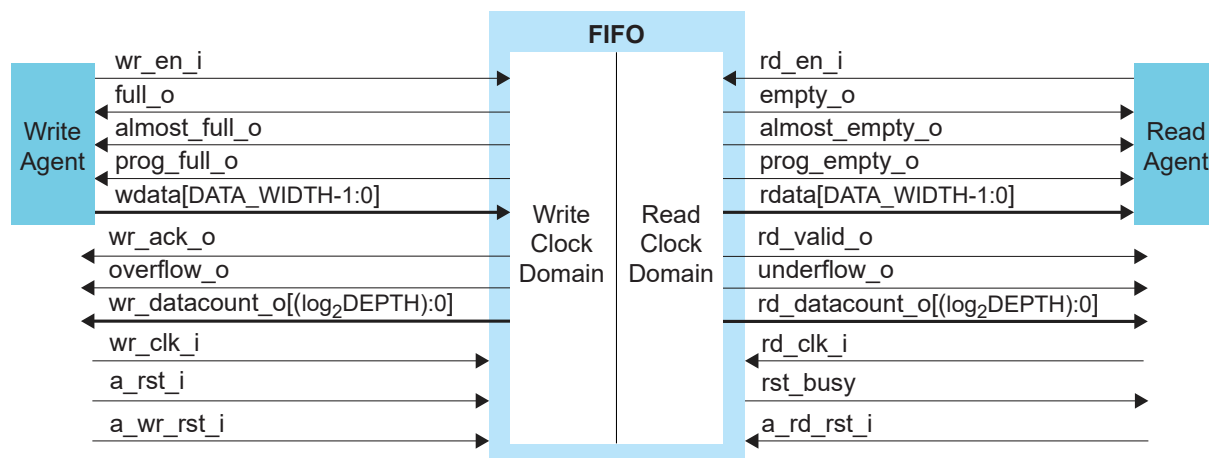 FIFO
wr_en_i
full_o
almost_full_o
prog_full_o
wdata[DATA_WIDTH-1:0]
Write
Agent
wr_ack_o
overflow_o
wr_datacount_o[(log2DEPTH):0]
wr_clk_i
a_rst_i
a_wr_rst_i
Write
Clock
Domain
Read
Clock
Domain
rd_en_i
empty_o
almost_empty_o
prog_empty_o
rdata[DATA_WIDTH-1:0]
Read
Agent
rd_valid_o
underflow_o
rd_datacount_o[(log2DEPTH):0]
rd_clk_i
rst_busy
a_rd_rst_i